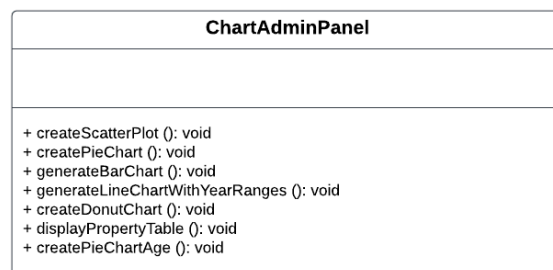 ChartAdminPanel
+ createScatterPlot (): void
+ createPieChart (): void
+ generateBarChart (): void
+ generateLineChartWithYearRanges (): void
+ createDonutChart (): void
+ displayPropertyTable (): void
+ createPieChartAge (): void